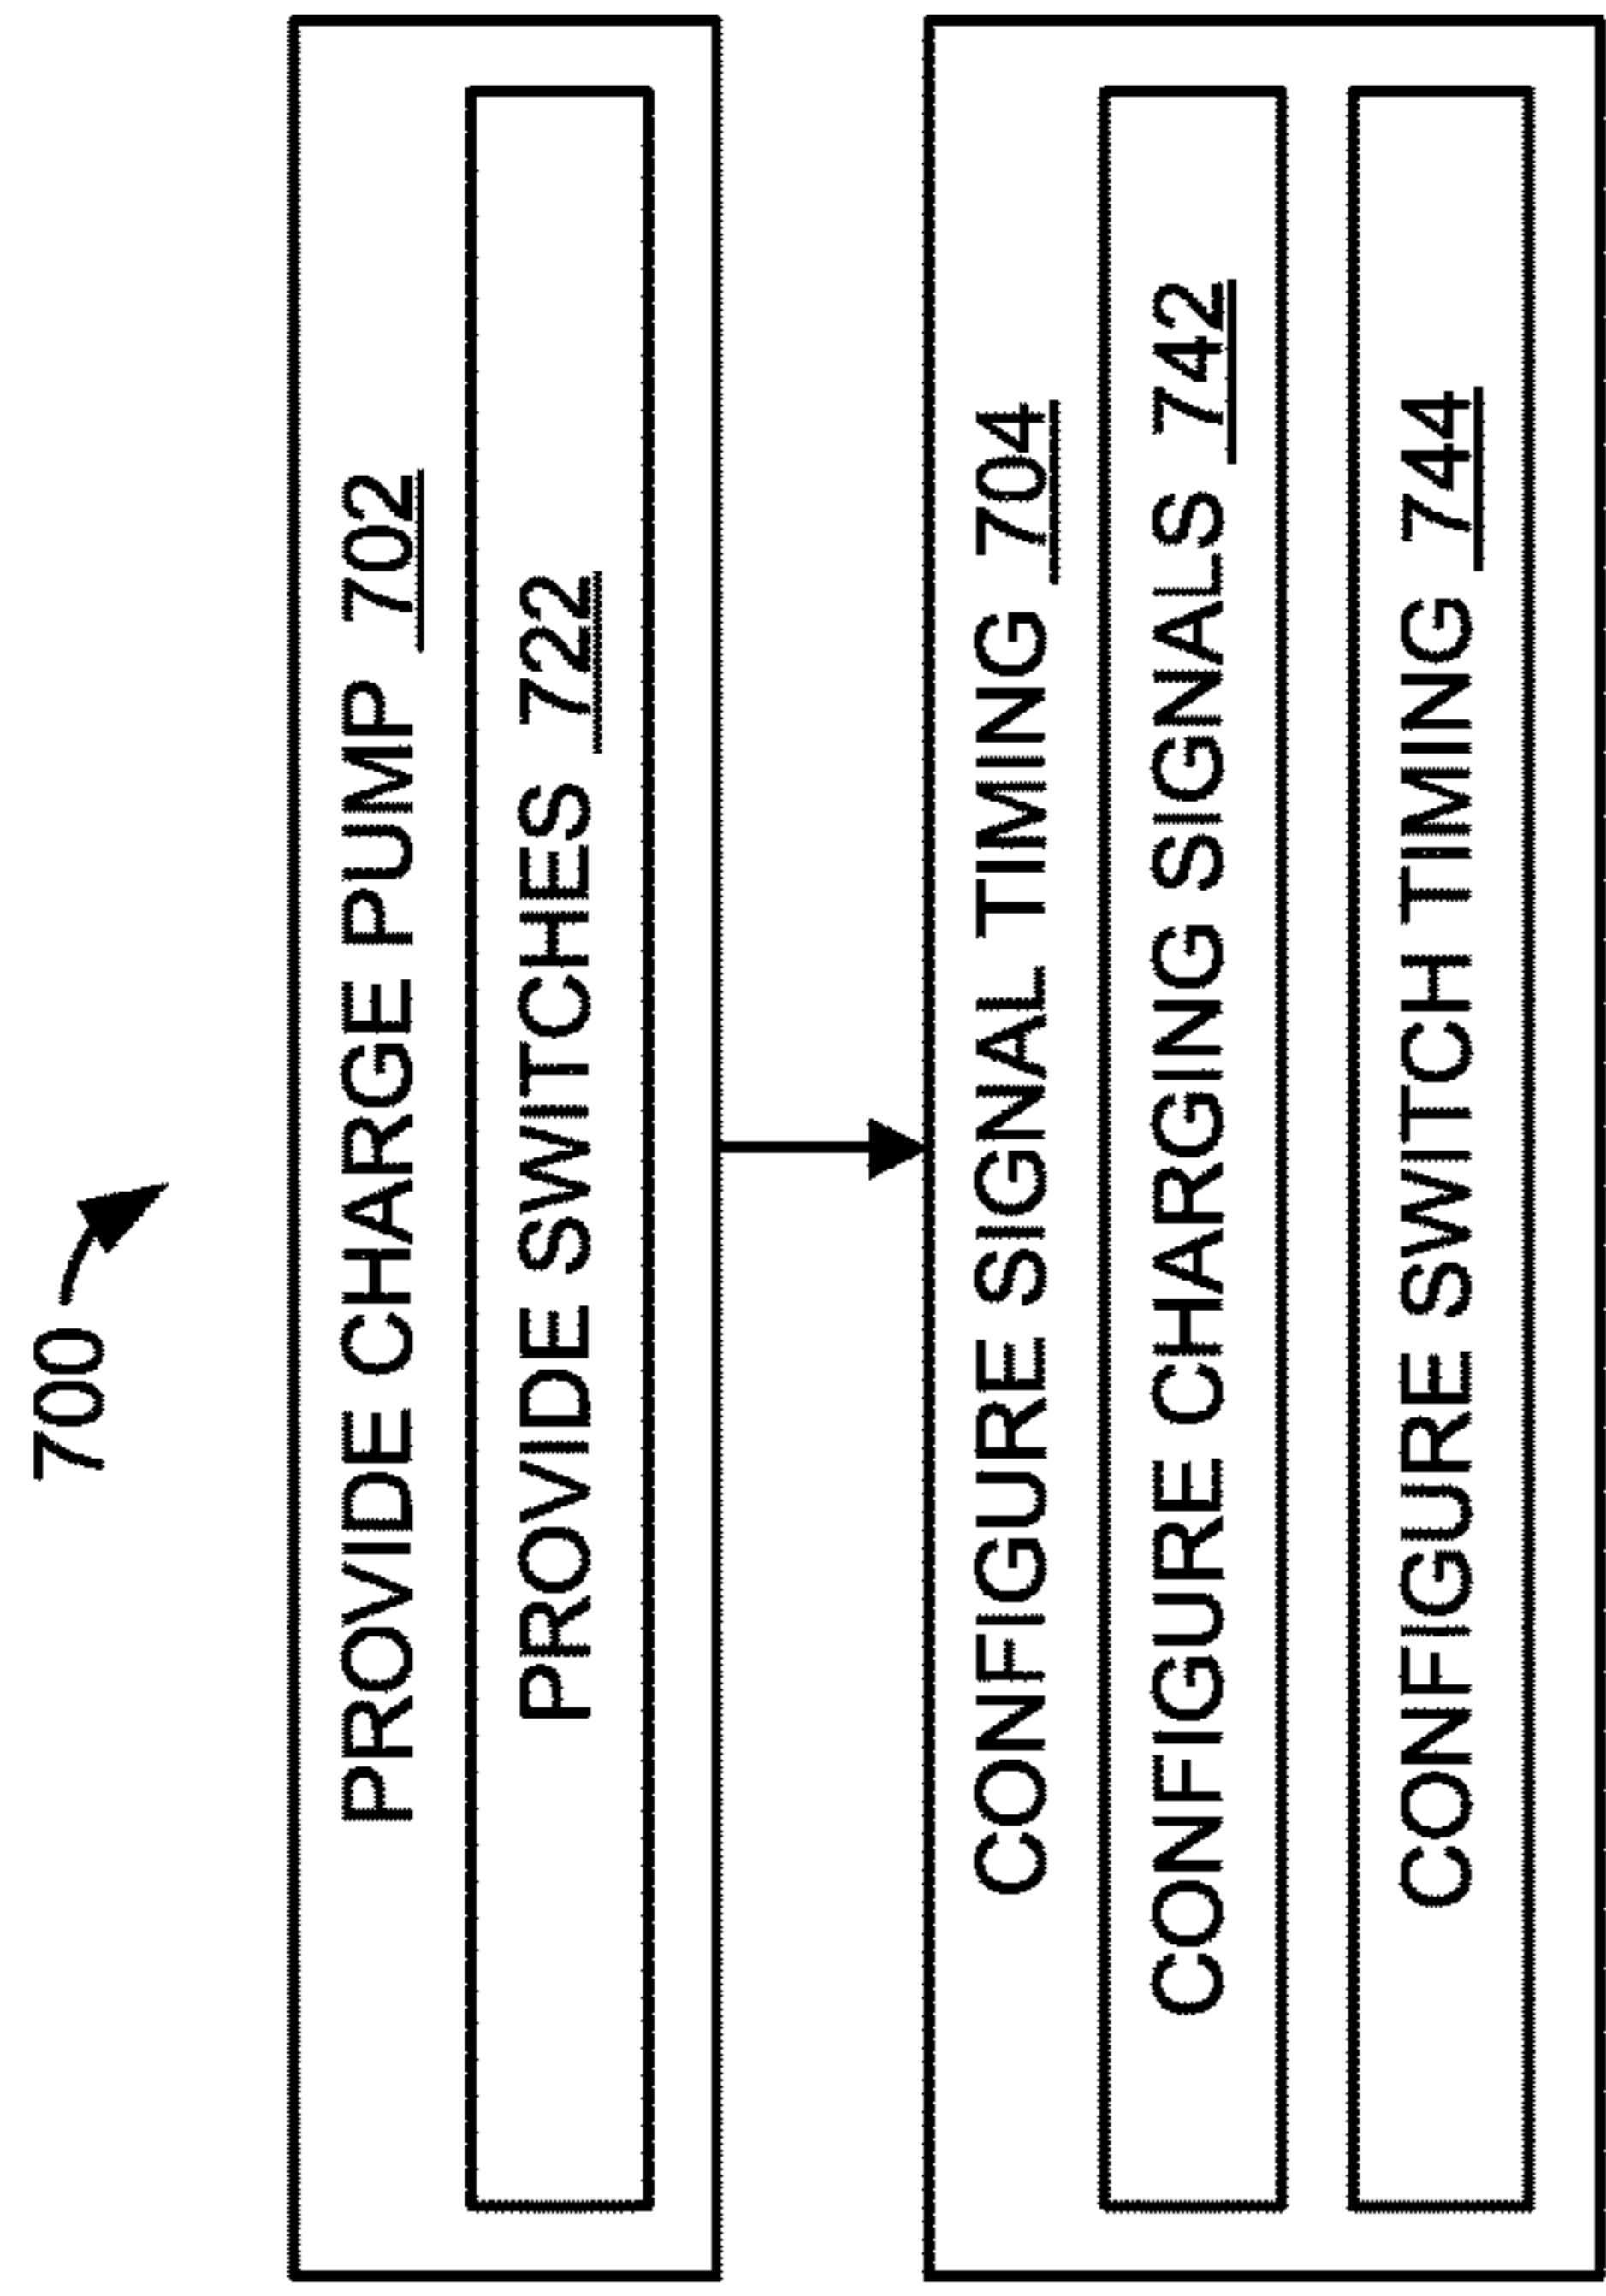 700
PROVIDE CHARGE PUMP 702
PROVIDE SWITCHES 722
CONFIGURE SIGNAL TIMING 704
CONFIGURE CHARGING SIGNALS 742
CONFIGURE SWITCH TIMING 744